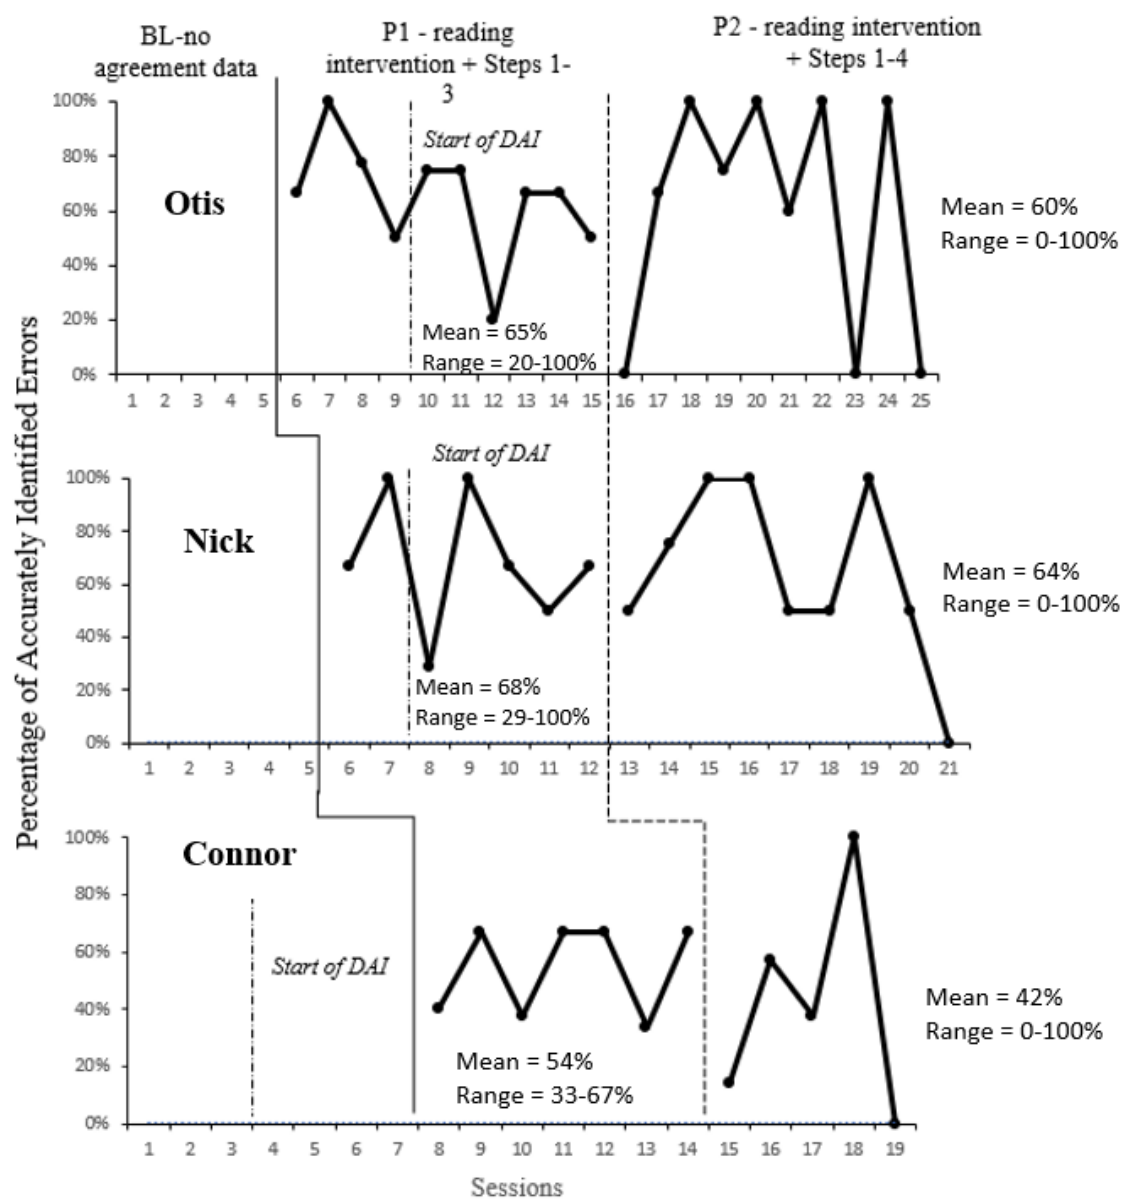 BL-no
agreement data
P1 - reading
intervention + Steps 1-
3
P2 - reading intervention
+ Steps 1-4
Percentage of Accurately Identified Errors
100%
80%
60%
40%
20%
0%
Otis
Start of DAI
Mean = 65%
Range = 20-100%
Mean = 60%
Range = 0-100%
1 2 3 4 5 6 7 8 9 10 11 12 13 14 15 16 17 18 19 20 21 22 23 24 25
100%
80%
60%
40%
20%
0%
Nick
Start of DAI
Mean = 68%
Range = 29-100%
Mean = 64%
Range = 0-100%
1 2 3 4 5 6 7 8 9 10 11 12 13 14 15 16 17 18 19 20 21
100%
80%
60%
40%
20%
0%
Connor
Start of DAI
Mean = 54%
Range = 33-67%
Mean = 42%
Range = 0-100%
1 2 3 4 5 6 7 8 9 10 11 12 13 14 15 16 17 18 19
Sessions